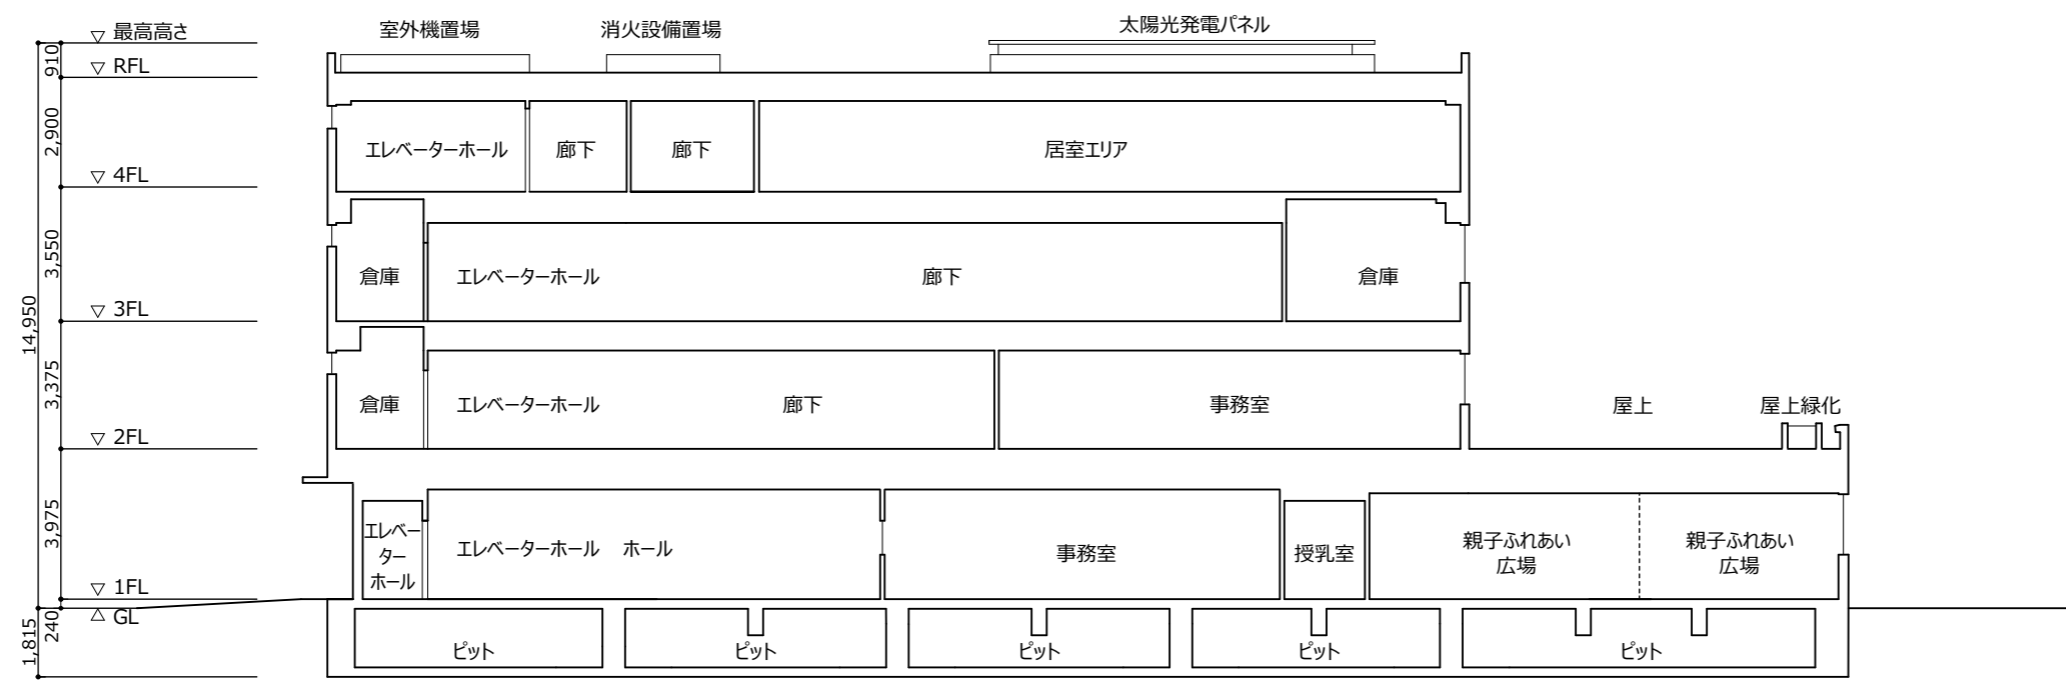 室外機置場
消火設備置場
太陽光発電パネル
▽ 最高高さ
910
▽ RFL
2,900
エレベーターホール
廊下
廊下
居室エリア
▽ 4FL
3,550
倉庫
エレベーターホール
廊下
倉庫
▽ 3FL
14,950
3,375
倉庫
エレベーターホール
廊下
事務室
屋上
屋上緑化
▽ 2FL
3,975
エレベー
ター
ホール
エレベーターホール
ホール
事務室
授乳室
親子ふれあい
広場
親子ふれあい
広場
▽ 1FL
△ GL
240
1,815
ピット
ピット
ピット
ピット
ピット